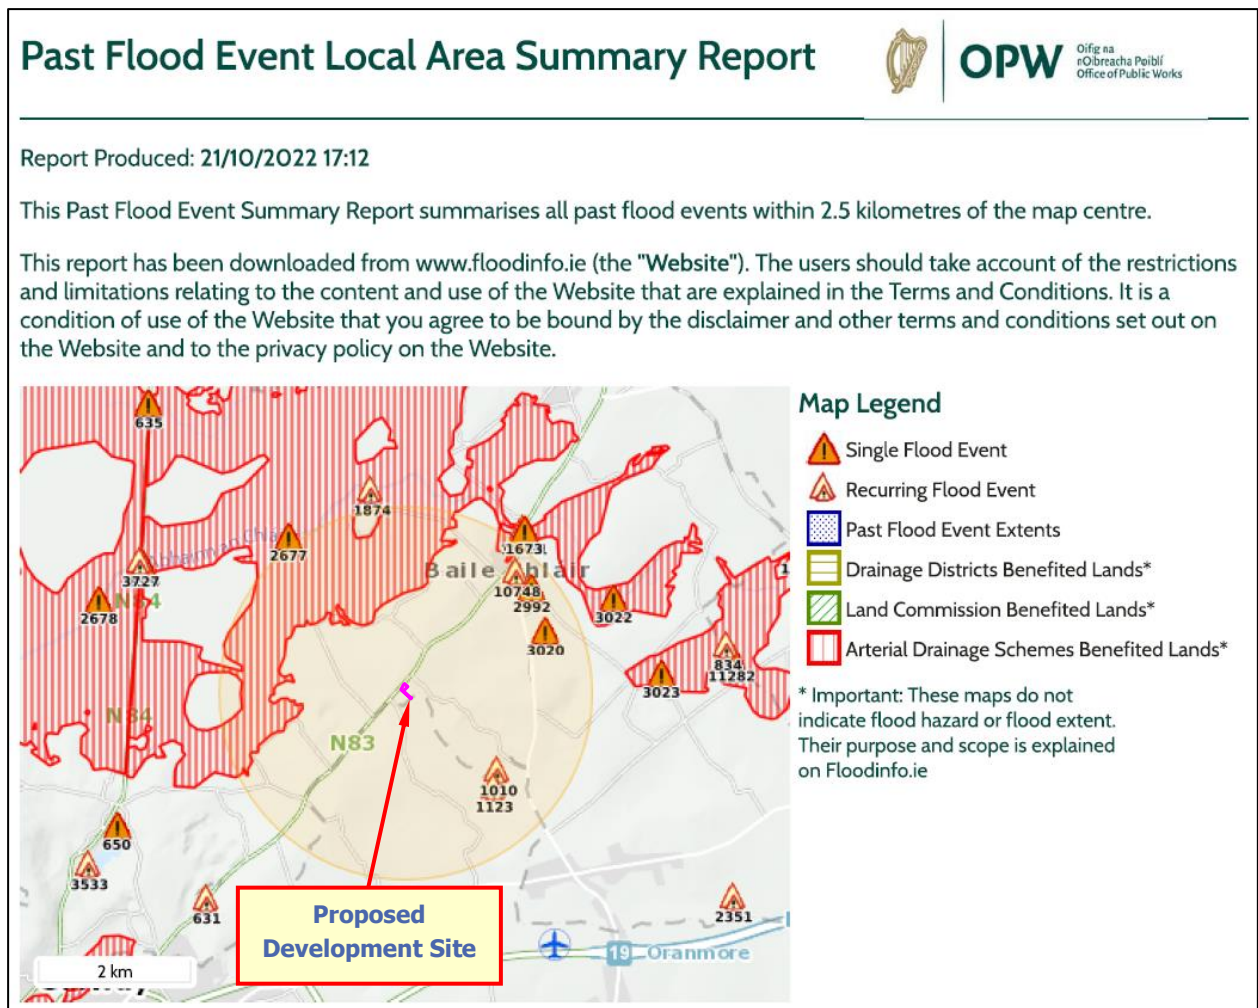 Past Flood Event Local Area Summary Report
OPW
Oifig na
nOibreacha Poiblí
Office of Public Works
Report Produced: 21/10/2022 17:12
This Past Flood Event Summary Report summarises all past flood events within 2.5 kilometres of the map centre.
This report has been downloaded from www.floodinfo.ie (the "Website"). The users should take account of the restrictions
and limitations relating to the content and use of the Website that are explained in the Terms and Conditions. It is a
condition of use of the Website that you agree to be bound by the disclaimer and other terms and conditions set out on
the Website and to the privacy policy on the Website.
635
1874
2677
Abhainn an
1673
Baile
3727
N84
2678
10748
2992
3022
3020
834
11282
3023
N84
N83
1010
1123
650
3533
631
2351
Proposed
Development Site
19 Oranmore
2 km
Map Legend
Single Flood Event
Recurring Flood Event
Past Flood Event Extents
Drainage Districts Benefited Lands*
Land Commission Benefited Lands*
Arterial Drainage Schemes Benefited Lands*
* Important: These maps do not
indicate flood hazard or flood extent.
Their purpose and scope is explained
on Floodinfo.ie